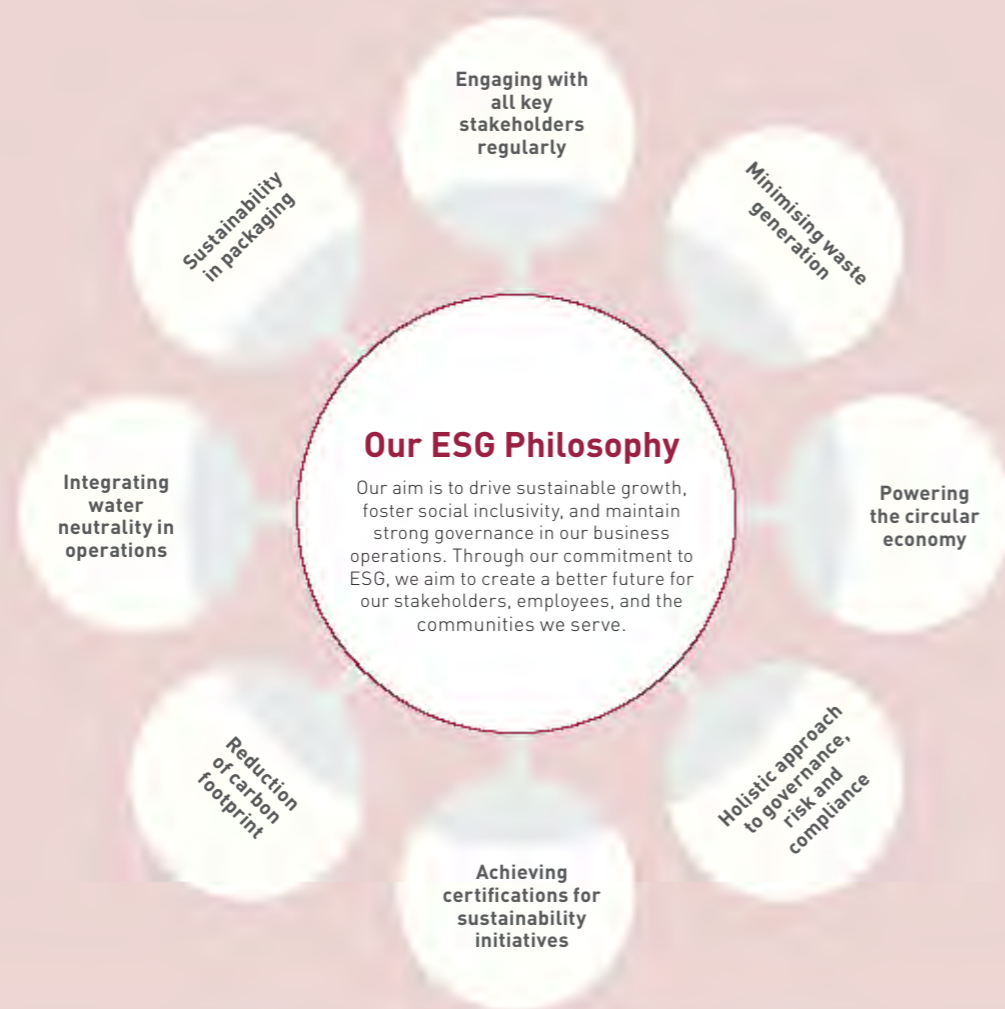 Engaging with
all key
stakeholders
regularly
Minimising waste
generation
Powering
the circular
economy
Holistic approach
to governance,
risk and
compliance
Achieving
certifications for
sustainability
initiatives
Reduction
of carbon
footprint
Integrating
water
neutrality in
operations
Sustainability
in packaging
Our ESG Philosophy
Our aim is to drive sustainable growth,
foster social inclusivity, and maintain
strong governance in our business
operations. Through our commitment to
ESG, we aim to create a better future for
our stakeholders, employees, and the
communities we serve.